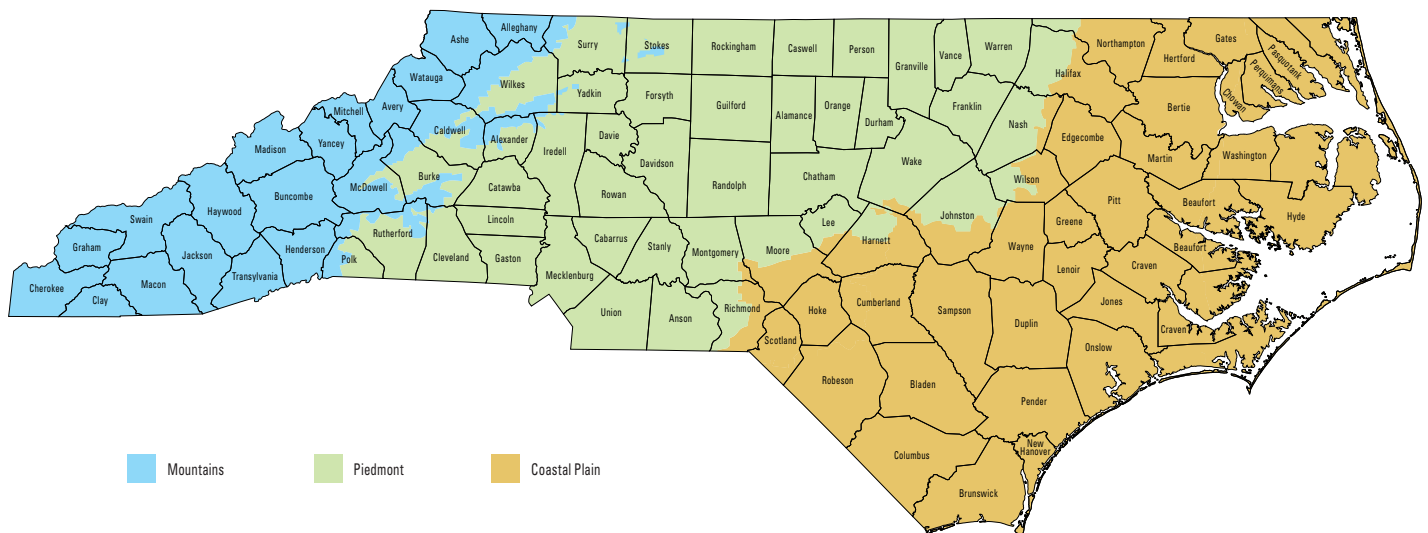 Ashe
Alleghany
Surry
Stokes
Rockingham
Caswell
Person
Granville
Vance
Warren
Halifax
Northampton
Gates
Hertford
Pasquotank
Perquimans
Chowan
Bertie
Watauga
Wilkes
Yadkin
Forsyth
Guilford
Alamance
Orange
Durham
Franklin
Nash
Edgecombe
Mitchell
Avery
Caldwell
Alexander
Iredell
Davie
Davidson
Wake
Martin
Washington
Madison
Yancey
McDowell
Burke
Catawba
Rowan
Randolph
Chatham
Wilson
Pitt
Beaufort
Hyde
Swain
Haywood
Buncombe
Rutherford
Lincoln
Cabarrus
Stanly
Montgomery
Moore
Lee
Harnett
Johnston
Wayne
Greene
Beaufort
Graham
Jackson
Henderson
Polk
Cleveland
Gaston
Mecklenburg
Lenoir
Craven
Cherokee
Clay
Macon
Transylvania
Union
Anson
Richmond
Scotland
Hoke
Cumberland
Sampson
Duplin
Jones
Craven
Onslow
Robeson
Bladen
Pender
Columbus
Brunswick
New
Hanover
Mountains
Piedmont
Coastal Plain